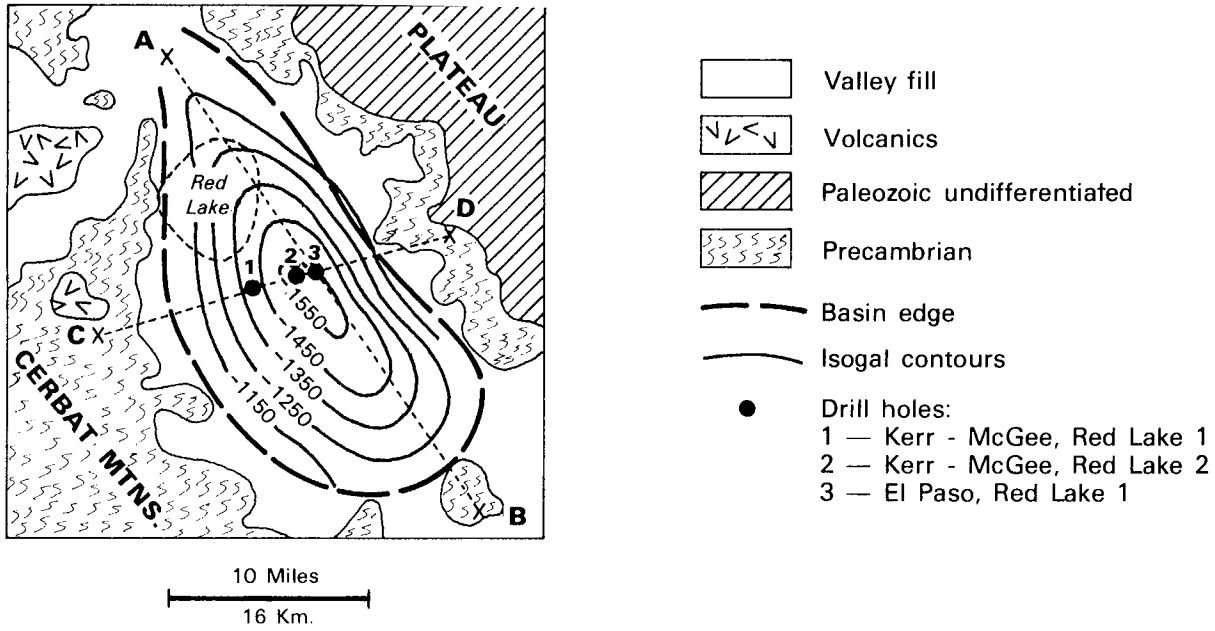 A
PLATEAU
Red
Lake
D
1
2
3
C
1550
1450
1350
1250
1150
CERBAT MTNS.
B
10 Miles
16 Km.
Valley fill
Volcanics
Paleozoic undifferentiated
Precambrian
Basin edge
Isogal contours
Drill holes:
1 — Kerr - McGee, Red Lake 1
2 — Kerr - McGee, Red Lake 2
3 — El Paso, Red Lake 1